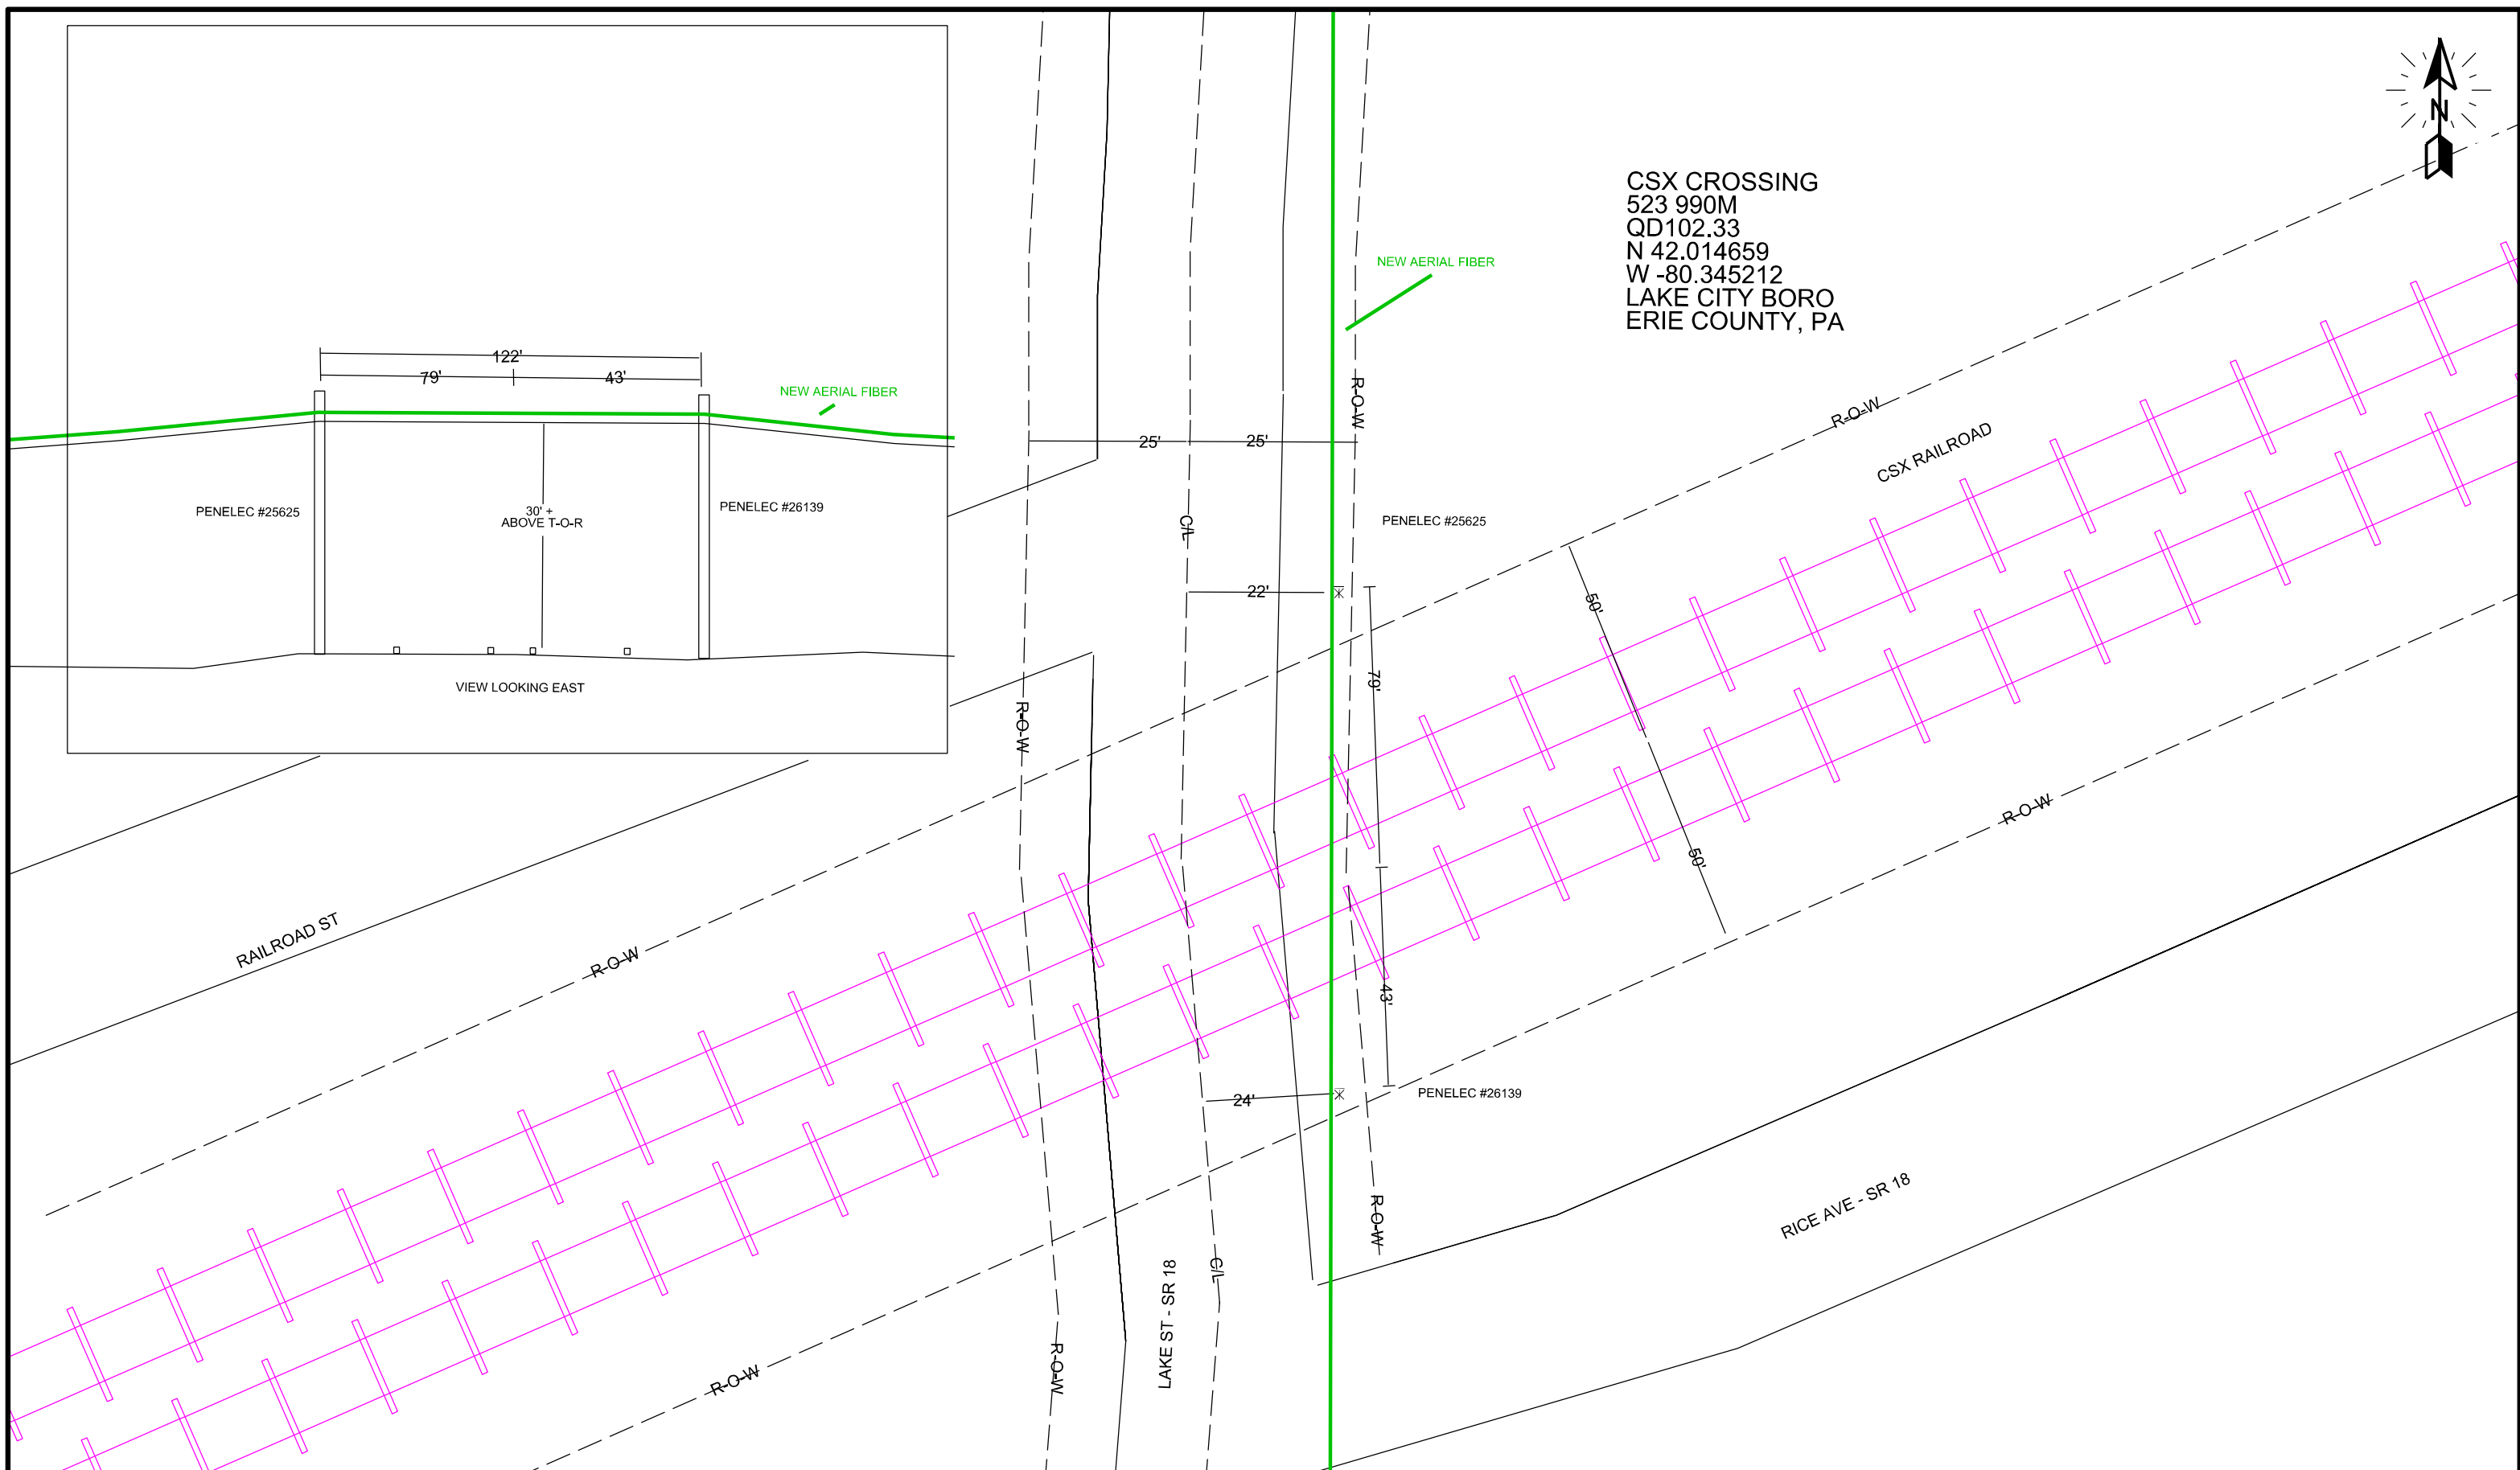 122'
79'
43'
NEW AERIAL FIBER
PENELEC #25625
30' +
ABOVE T-O-R
PENELEC #26139
VIEW LOOKING EAST
N
CSX CROSSING
523 990M
QD102.33
N 42.014659
W -80.345212
LAKE CITY BORO
ERIE COUNTY, PA
NEW AERIAL FIBER
R-O-W
25'
25'
R-O-W
CSX RAILROAD
C/L
PENELEC #25625
22'
50'
79'
R-O-W
R-O-W
50'
RAILROAD ST
R-O-W
43'
24'
PENELEC #26139
R-O-W
RICE AVE - SR 18
C/L
LAKE ST - SR 18
R-O-W
R-O-W